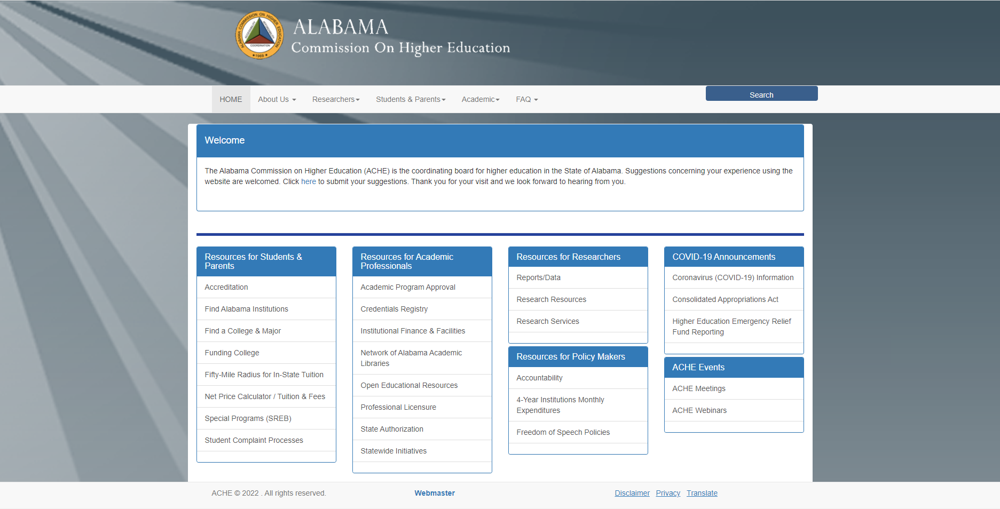 ALABAMA COMMISSION ON HIGHER EDUCATION
ACCESSIBILITY
AFFORDABILITY
COORDINATION
★1969★
ALABAMA
Commission On Higher Education
HOME About Us Researchers Students & Parents Academic FAQ Search
Welcome
The Alabama Commission on Higher Education (ACHE) is the coordinating board for higher education in the State of Alabama. Suggestions concerning your experience using the
website are welcomed. Click here to submit your suggestions. Thank you for your visit and we look forward to hearing from you.
Resources for Students &
Parents
Accreditation
Find Alabama Institutions
Find a College & Major
Funding College
Fifty-Mile Radius for In-State Tuition
Net Price Calculator / Tuition & Fees
Special Programs (SREB)
Student Complaint Processes
Resources for Academic
Professionals
Academic Program Approval
Credentials Registry
Institutional Finance & Facilities
Network of Alabama Academic
Libraries
Open Educational Resources
Professional Licensure
State Authorization
Statewide Initiatives
Resources for Researchers
Reports/Data
Research Resources
Research Services
Resources for Policy Makers
Accountability
4-Year Institutions Monthly
Expenditures
Freedom of Speech Policies
COVID-19 Announcements
Coronavirus (COVID-19) Information
Consolidated Appropriations Act
Higher Education Emergency Relief
Fund Reporting
ACHE Events
ACHE Meetings
ACHE Webinars
ACHE © 2022 . All rights reserved. Webmaster Disclaimer Privacy Translate